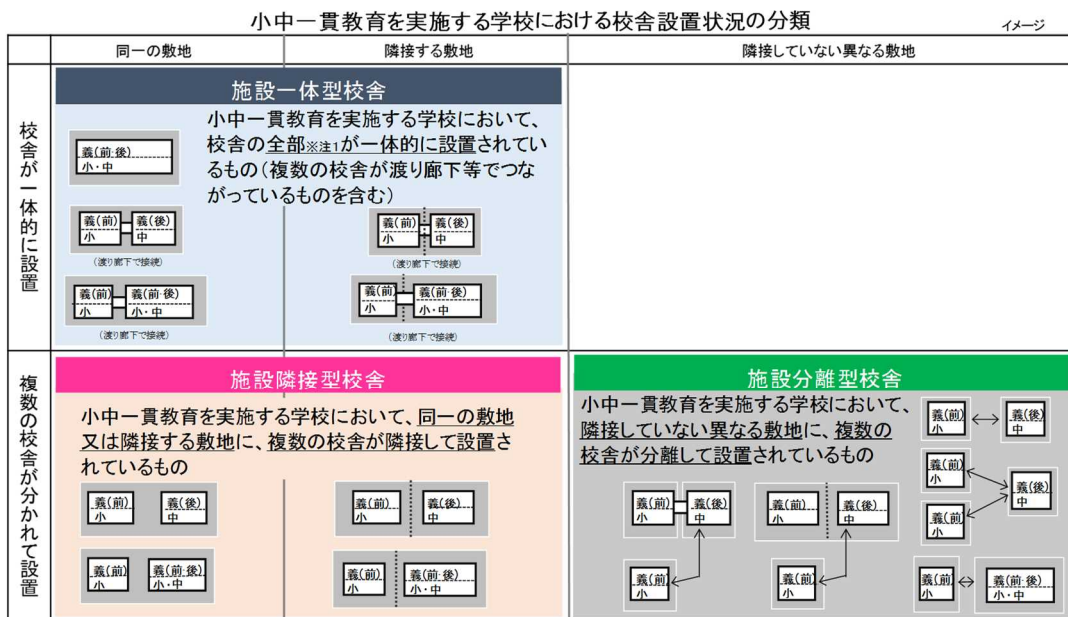 小中一貫教育を実施する学校における校舎設置状況の分類
イメージ
同一の敷地
隣接する敷地
隣接していない異なる敷地
校舎が一体的に設置
施設一体型校舎
小中一貫教育を実施する学校において、
校舎の全部※注1が一体的に設置されてい
るもの(複数の校舎が渡り廊下等でつな
がっているものを含む)
義(前・後)
小・中
義(前)
小
義(後)
中
(渡り廊下で接続)
義(前)
小
義(後)
中
(渡り廊下で接続)
義(前)
小
義(前・後)
小・中
(渡り廊下で接続)
義(前)
小
義(前・後)
小・中
(渡り廊下で接続)
複数の校舎が分かれて設置
施設隣接型校舎
小中一貫教育を実施する学校において、同一の敷地
又は隣接する敷地に、複数の校舎が隣接して設置さ
れているもの
義(前)
小
義(後)
中
義(前)
小
義(後)
中
義(前)
小
義(前・後)
小・中
義(前)
小
義(前・後)
小・中
施設分離型校舎
小中一貫教育を実施する学校において、
隣接していない異なる敷地に、複数の
校舎が分離して設置されているもの
義(前)
小
義(後)
中
義(前)
小
義(後)
中
義(前)
小
義(前)
小
義(後)
中
義(前)
小
義(後)
中
義(前)
小
義(前)
小
義(前)
小
義(前・後)
小・中